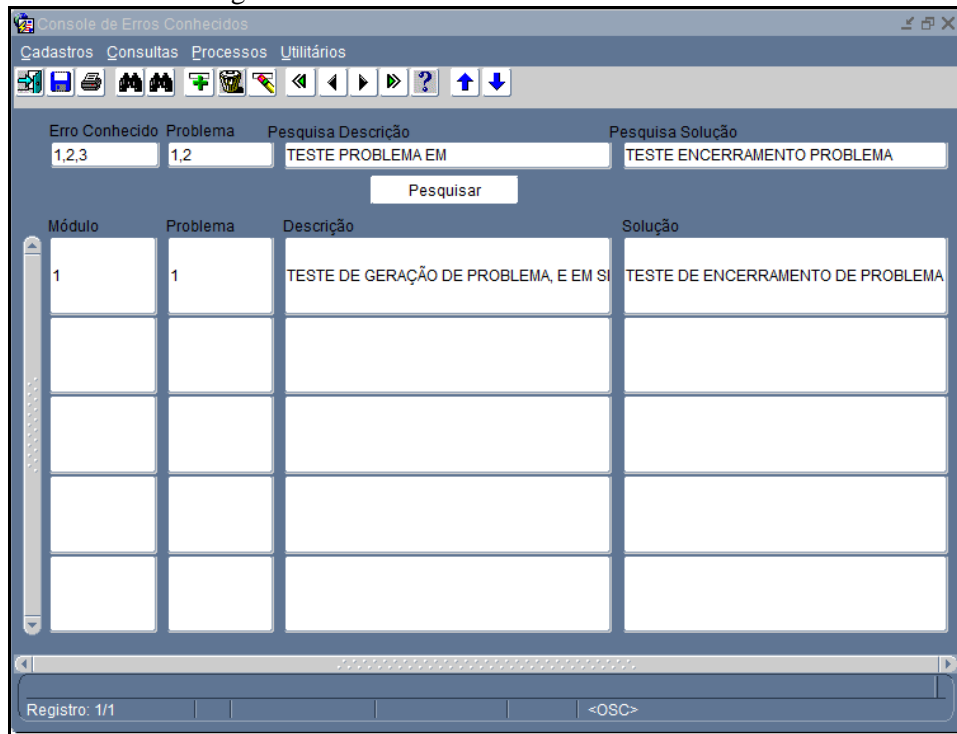 Console de Erros Conhecidos
Cadastros Consultas Processos Utilitários
Erro Conhecido Problema Pesquisa Descrição Pesquisa Solução
1,2,3 1,2 TESTE PROBLEMA EM TESTE ENCERRAMENTO PROBLEMA
Pesquisar
Módulo Problema Descrição Solução
1 1 TESTE DE GERAÇÃO DE PROBLEMA, E EM SI TESTE DE ENCERRAMENTO DE PROBLEMA
Registro: 1/1 <OSC>